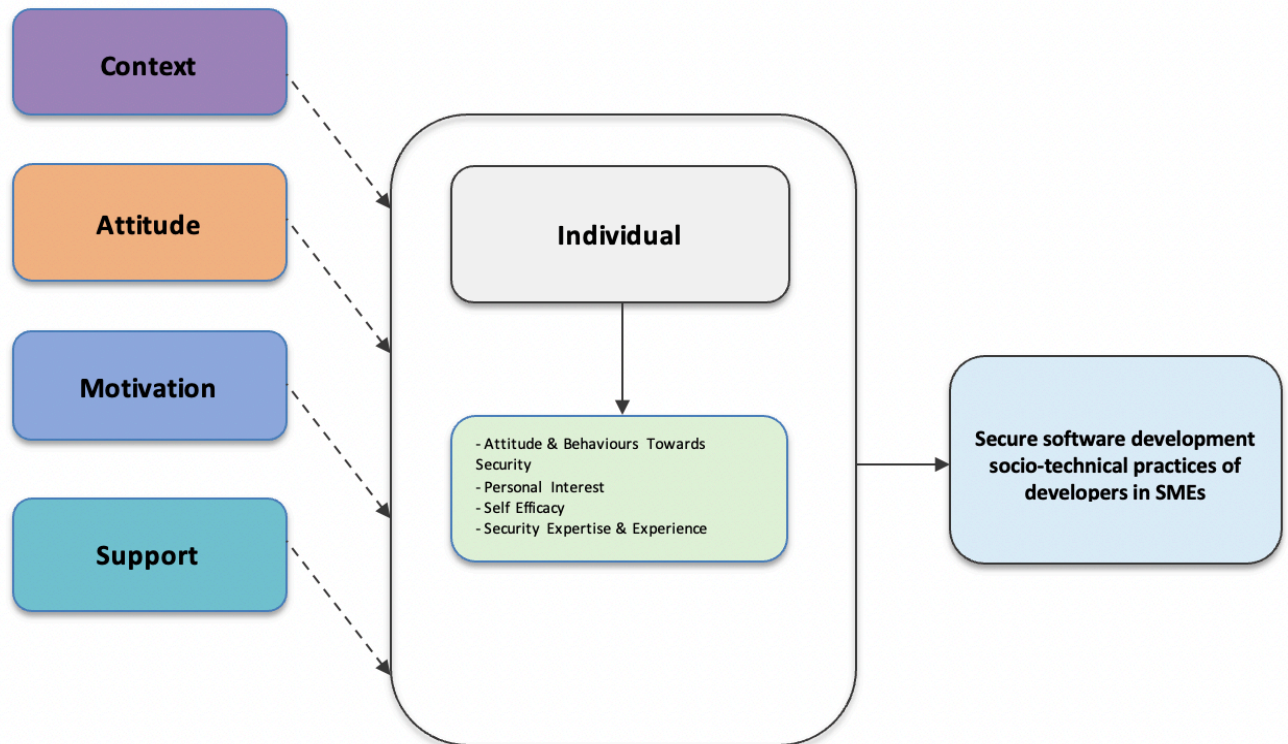 Context
Attitude
Motivation
Support
Individual
- Attitude & Behaviours Towards
Security
- Personal Interest
- Self Efficacy
- Security Expertise & Experience
Secure software development
socio-technical practices of
developers in SMEs